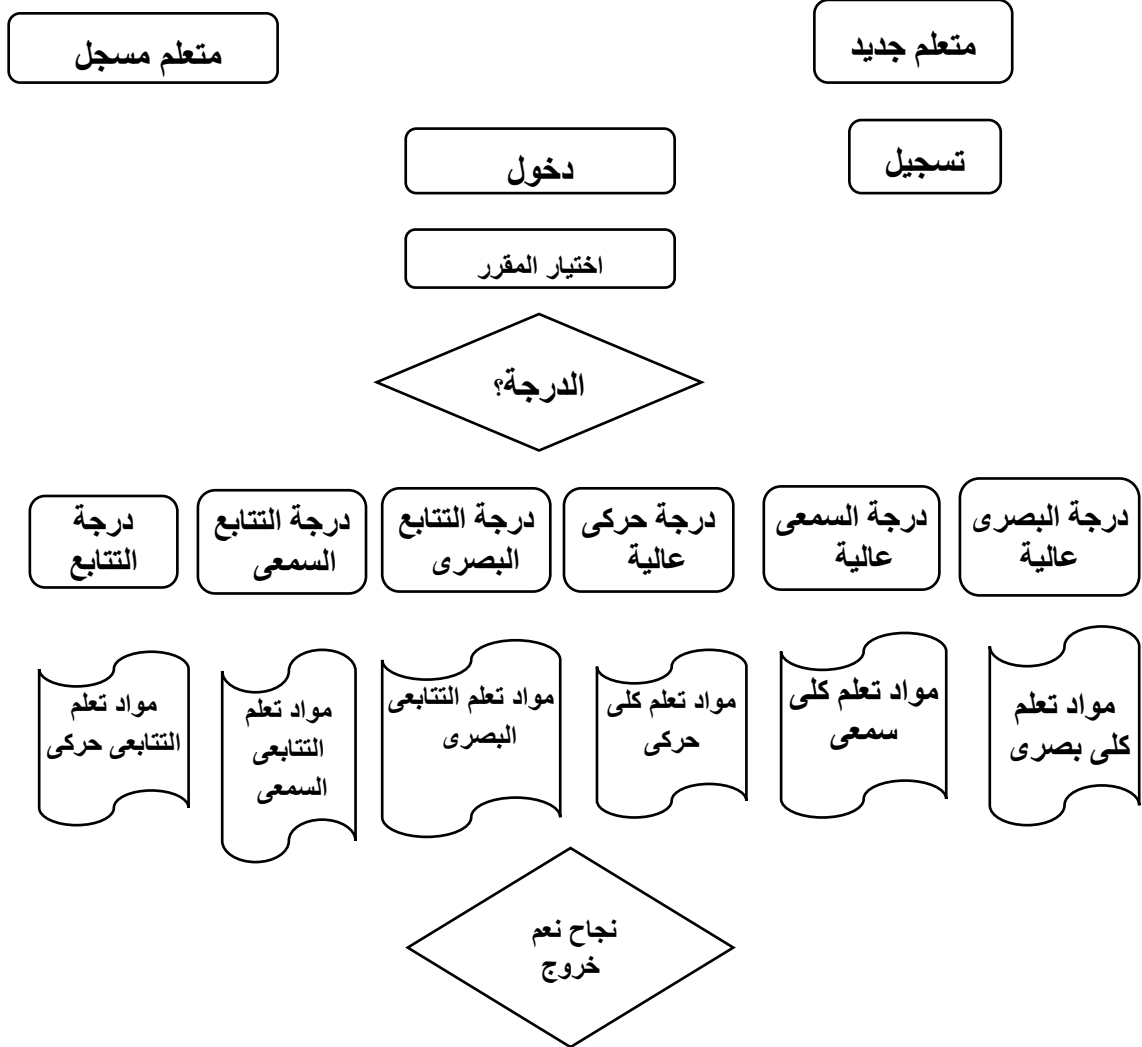 متعلم جديد
متعلم مسجل
تسجيل
دخول
اختيار المقرر
الدرجة؟
درجة البصرى
عالية
درجة السمعى
عالية
درجة حركى
عالية
درجة التتابع
البصرى
درجة التتابع
السمعى
درجة
التتابع
مواد تعلم
كلى بصرى
مواد تعلم كلى
سمعى
مواد تعلم كلى
حركى
مواد تعلم التتابعى
البصرى
مواد تعلم
التتابعى
السمعى
مواد تعلم
التتابعى حركى
نجاح نعم
خروج